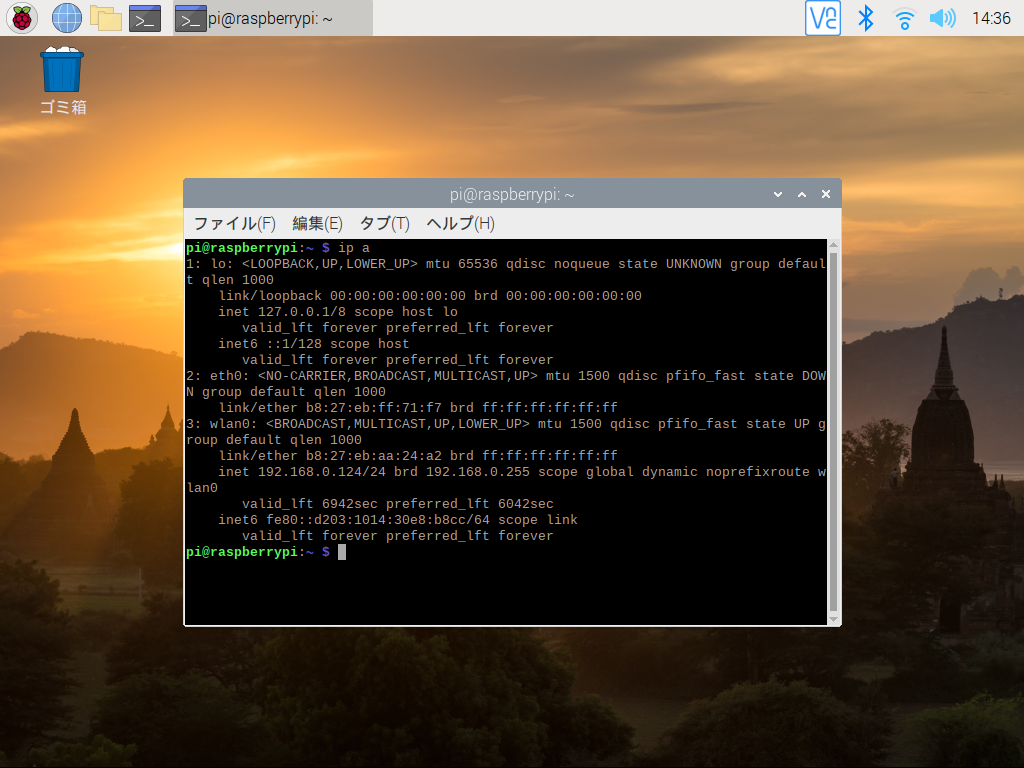 pi@raspberrypi: ~
VC
14:36
ゴミ箱
pi@raspberrypi: ~
ファイル(F) 編集(E) タブ(T) ヘルプ(H)
pi@raspberrypi:~ $ ip a
1: lo: <LOOPBACK,UP,LOWER_UP> mtu 65536 qdisc noqueue state UNKNOWN group defaul
t qlen 1000
    link/loopback 00:00:00:00:00:00 brd 00:00:00:00:00:00
    inet 127.0.0.1/8 scope host lo
       valid_lft forever preferred_lft forever
    inet6 ::1/128 scope host
       valid_lft forever preferred_lft forever
2: eth0: <NO-CARRIER,BROADCAST,MULTICAST,UP> mtu 1500 qdisc pfifo_fast state DOW
N group default qlen 1000
    link/ether b8:27:eb:ff:71:f7 brd ff:ff:ff:ff:ff:ff
3: wlan0: <BROADCAST,MULTICAST,UP,LOWER_UP> mtu 1500 qdisc pfifo_fast state UP g
roup default qlen 1000
    link/ether b8:27:eb:aa:24:a2 brd ff:ff:ff:ff:ff:ff
    inet 192.168.0.124/24 brd 192.168.0.255 scope global dynamic noprefixroute w
lan0
       valid_lft 6942sec preferred_lft 6042sec
    inet6 fe80::d203:1014:30e8:b8cc/64 scope link
       valid_lft forever preferred_lft forever
pi@raspberrypi:~ $